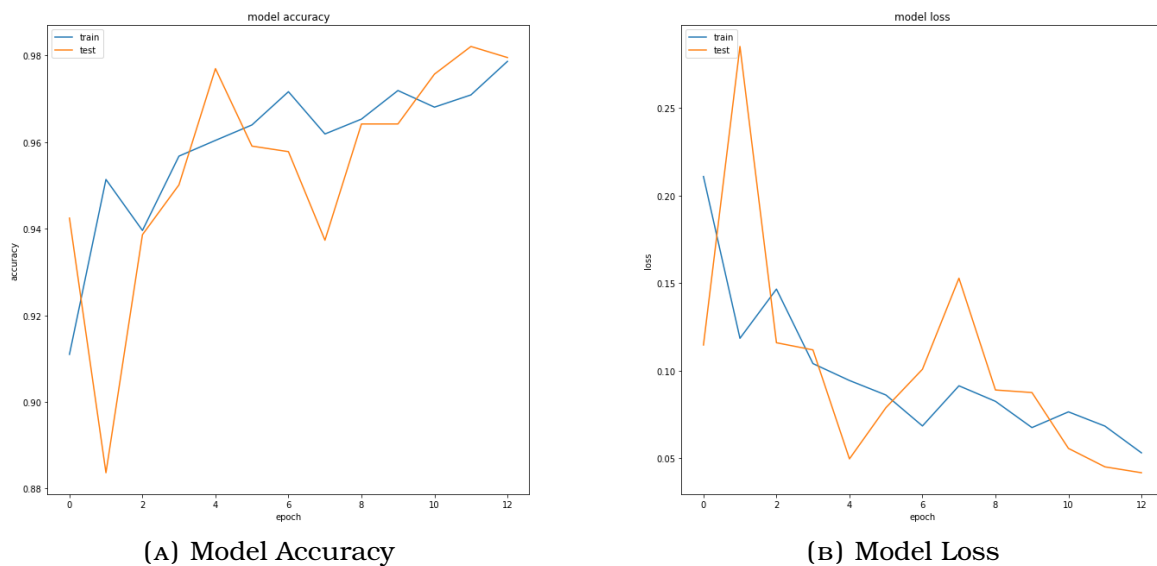 model accuracy
train
test
0.98
0.96
0.94
0.92
0.90
0.88
accuracy
0 2 4 6 8 10 12
epoch
(A) Model Accuracy
model loss
train
test
0.25
0.20
0.15
0.10
0.05
loss
0 2 4 6 8 10 12
epoch
(B) Model Loss